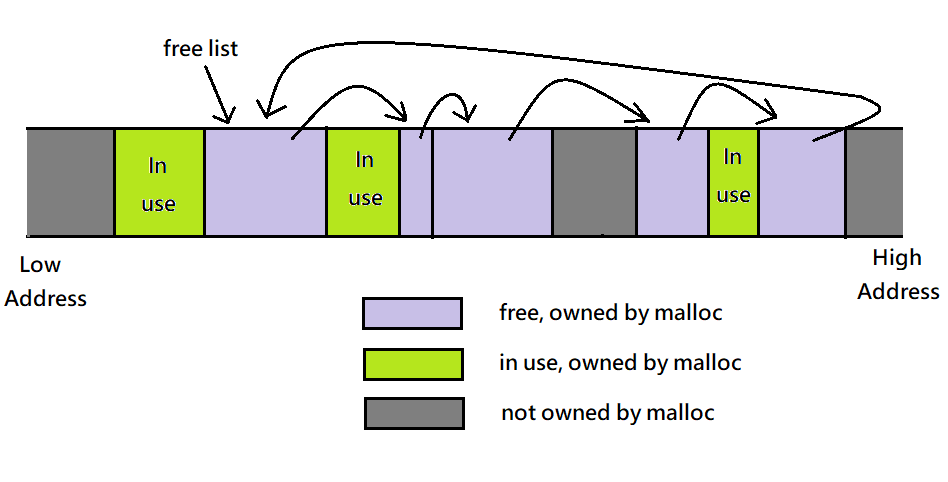 free list
In
use
In
use
In
use
Low
Address
High
Address
free, owned by malloc
in use, owned by malloc
not owned by malloc